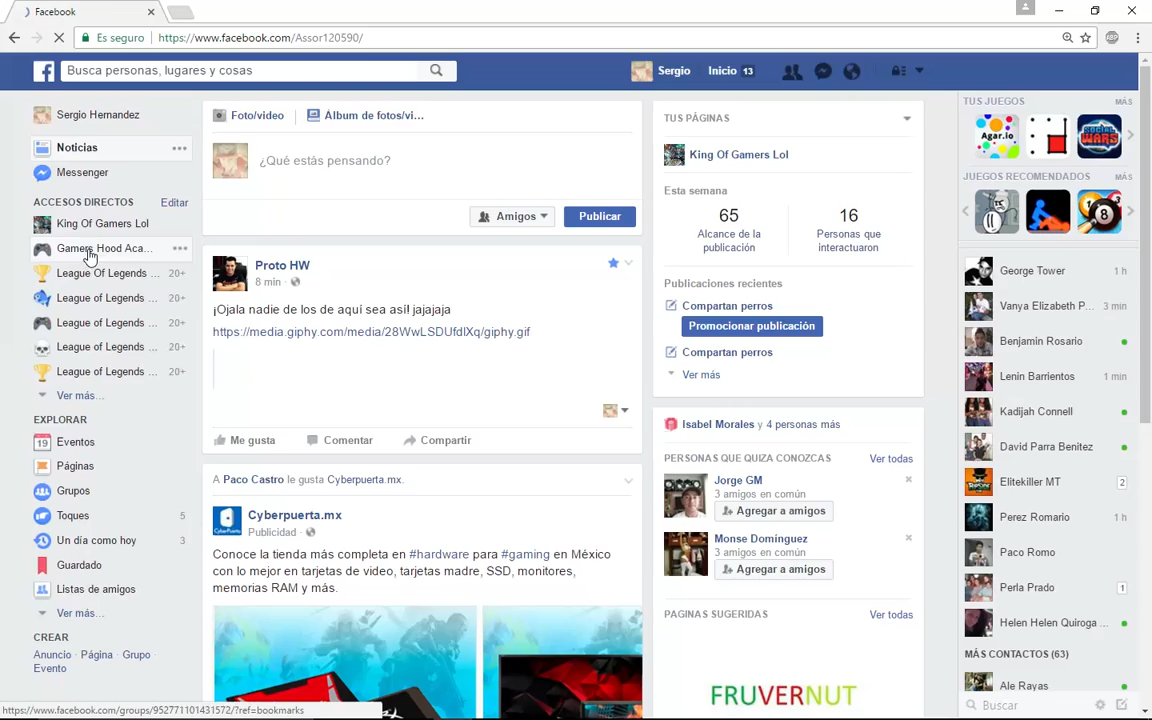 Facebook
Es seguro
https://www.facebook.com/Assor120590/
Busca personas, lugares y cosas
Sergio
Inicio 13
Sergio Hernandez
Noticias
Messenger
ACCESOS DIRECTOS
Editar
King Of Gamers Lol
Gamers Hood Aca...
League Of Legends ... 20+
League of Legends ... 20+
League of Legends ... 20+
League of Legends ... 20+
League of Legends ... 20+
Ver más...
EXPLORAR
19 Eventos
Páginas
Grupos
Toques 5
Un día como hoy 3
Guardado
Listas de amigos
Ver más...
CREAR
Anuncio · Página · Grupo ·
Evento
https://www.facebook.com/groups/952771101431572/?ref=bookmarks
Foto/video
Álbum de fotos/vi...
¿Qué estás pensando?
Amigos
Publicar
Proto HW
8 min ·
¡Ojala nadie de los de aquí sea así! jajajaja
https://media.giphy.com/media/28WwLSDUfdlXq/giphy.gif
Me gusta
Comentar
Compartir
A Paco Castro le gusta Cyberpuerta.mx.
Cyberpuerta.mx
Publicidad ·
Conoce la tienda más completa en #hardware para #gaming en México
con lo mejor en tarjetas de video, tarjetas madre, SSD, monitores,
memorias RAM y más.
TUS PÁGINAS
King Of Gamers Lol
Esta semana
65
Alcance de la
publicación
16
Personas que
interactuaron
Publicaciones recientes
Compartan perros
Promocionar publicación
Compartan perros
Ver más
Isabel Morales y 4 personas más
PERSONAS QUE QUIZA CONOZCAS
Ver todas
Jorge GM
3 amigos en común
Agregar a amigos
Monse Dominguez
3 amigos en común
Agregar a amigos
PAGINAS SUGERIDAS
Ver todas
FRUVERNUT
TUS JUEGOS
MÁS
Agar.io
SOCIAL
WARS
JUEGOS RECOMENDADOS
MÁS
8
George Tower 1 h
Vanya Elizabeth P... 3 min
Benjamin Rosario
Lenin Barrientos 1 min
Kadijah Connell
David Parra Benitez
Elitekiller MT 2
Perez Romario 1 h
Paco Romo
Perla Prado 1
Helen Helen Quiroga ...
MÁS CONTACTOS (63)
Ale Rayas
Buscar